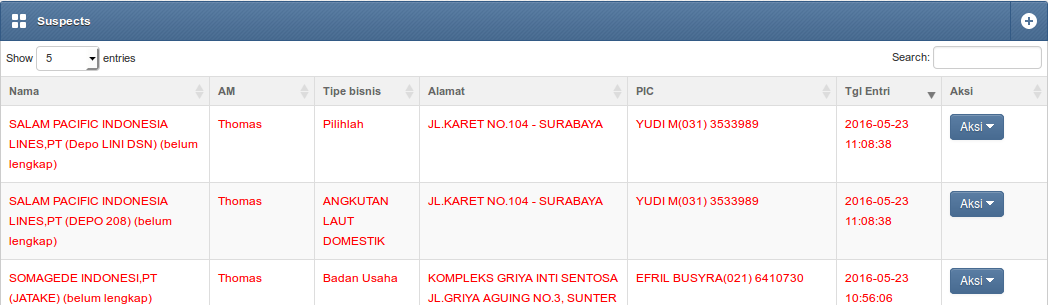 Suspects
Show 5 entries
Search:
Nama AM Tipe bisnis Alamat PIC Tgl Entri Aksi
SALAM PACIFIC INDONESIA Thomas Pilihlah JL.KARET NO.104 - SURABAYA YUDI M(031) 3533989 2016-05-23 Aksi
LINES,PT (Depo LINI DSN) (belum 11:08:38
lengkap)
SALAM PACIFIC INDONESIA Thomas ANGKUTAN JL.KARET NO.104 - SURABAYA YUDI M(031) 3533989 2016-05-23 Aksi
LINES,PT (DEPO 208) (belum LAUT 11:08:38
lengkap) DOMESTIK
SOMAGEDE INDONESI,PT Thomas Badan Usaha KOMPLEKS GRIYA INTI SENTOSA EFRIL BUSYRA(021) 6410730 2016-05-23 Aksi
(JATAKE) (belum lengkap) JL.GRIYA AGUING NO.3, SUNTER 10:56:06